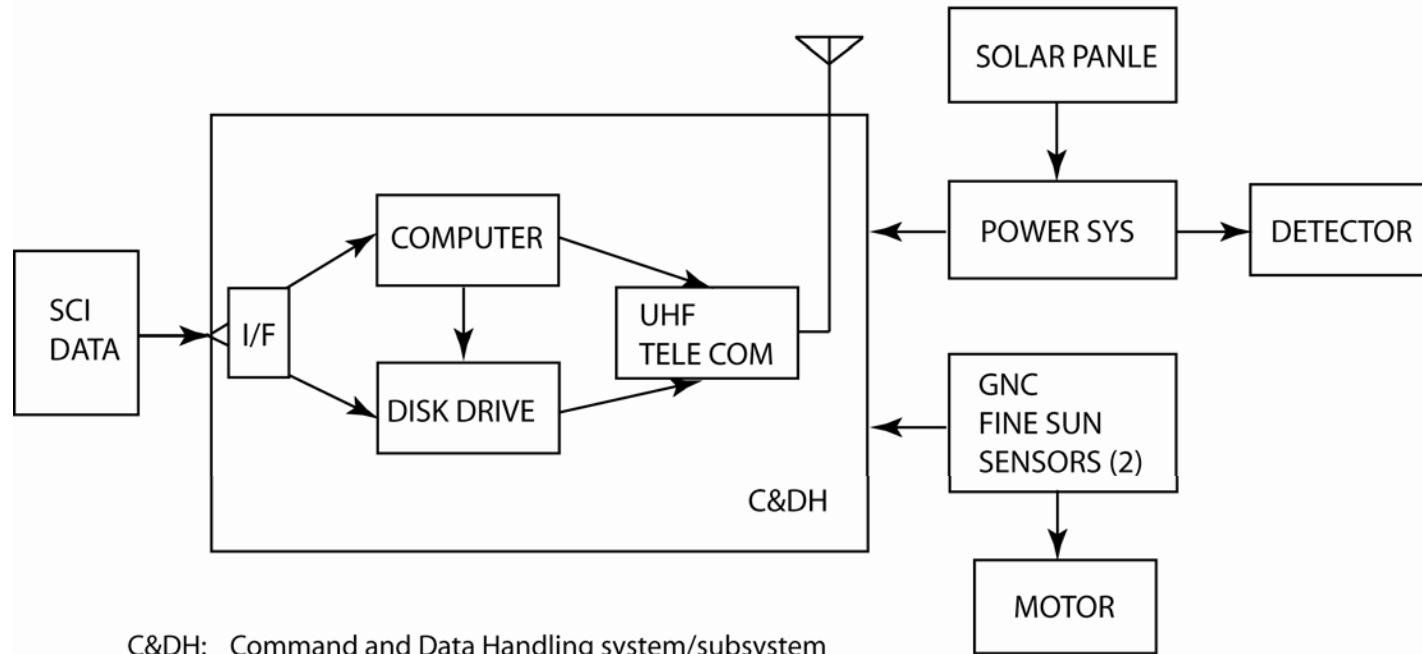 SOLAR PANLE
COMPUTER
POWER SYS
DETECTOR
SCI
DATA
I/F
UHF
TELE COM
DISK DRIVE
GNC
FINE SUN
SENSORS (2)
C&DH
MOTOR
C&DH: Command and Data Handling system/subsystem